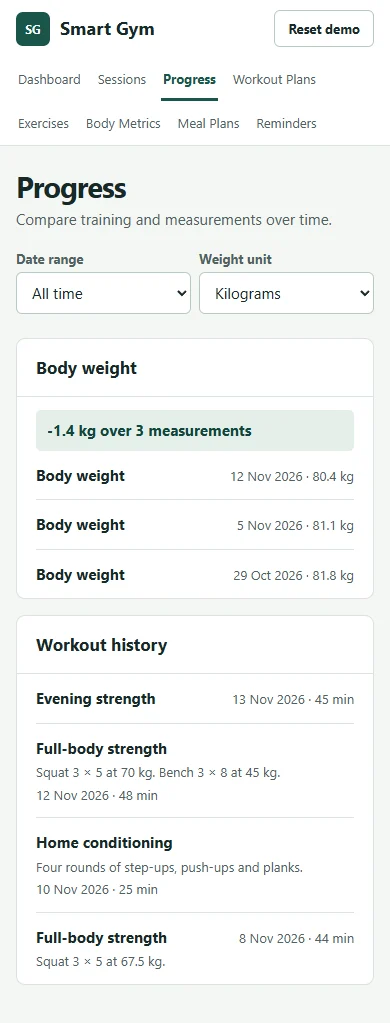 SG Smart Gym Reset demo
Dashboard Sessions Progress Workout Plans
Exercises Body Metrics Meal Plans Reminders
Progress
Compare training and measurements over time.
Date range Weight unit
All time Kilograms
Body weight
-1.4 kg over 3 measurements
Body weight 12 Nov 2026 · 80.4 kg
Body weight 5 Nov 2026 · 81.1 kg
Body weight 29 Oct 2026 · 81.8 kg
Workout history
Evening strength 13 Nov 2026 · 45 min
Full-body strength
Squat 3 × 5 at 70 kg. Bench 3 × 8 at 45 kg.
12 Nov 2026 · 48 min
Home conditioning
Four rounds of step-ups, push-ups and planks.
10 Nov 2026 · 25 min
Full-body strength 8 Nov 2026 · 44 min
Squat 3 × 5 at 67.5 kg.